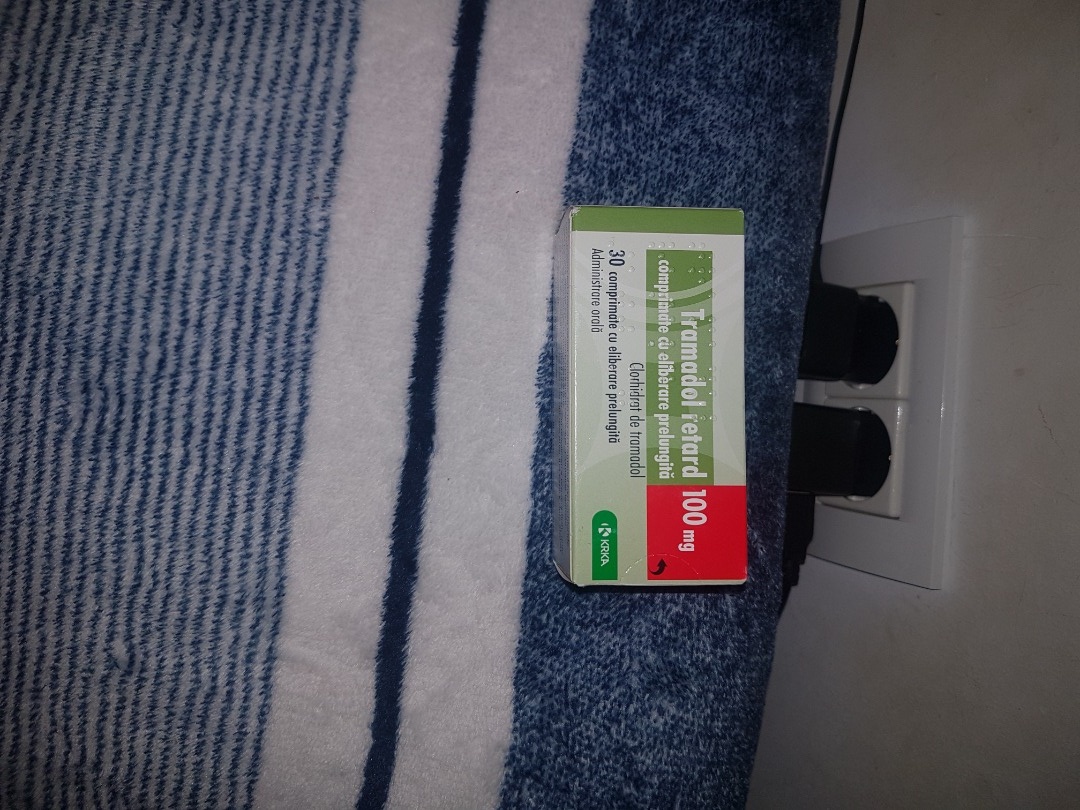 Tramadol retard 100 mg
comprimate cu eliberare prelungită
Clorhidrat de tramadol
30 comprimate cu eliberare prelungită
Administrare orală
KRKA